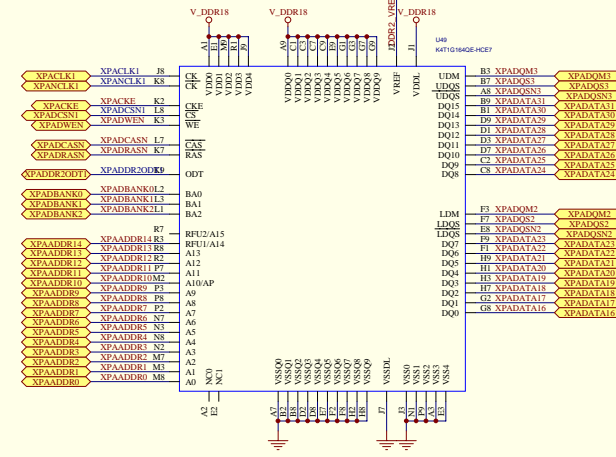 V_DDR18
V_DDR18
DDR2_VRE
V_DDR18
U49
K4T1G164QE-HCE7
A1 E1 M9 R1 J9
A9 C1 C3 C7 C9 E9 G1 G3 G7 G9
J1
VDD0 VDD1 VDD2 VDD3 VDD4
VDDQ0 VDDQ1 VDDQ2 VDDQ3 VDDQ4 VDDQ5 VDDQ6 VDDQ7 VDDQ8 VDDQ9
VREF
VDDL
XPACLK1 XPACLK1 J8 CK
XPANCLK1 XPANCLK1 K8 CK
XPACKE XPACKE K2 CKE
XPADCSN1 XPADCSN1 L8 CS
XPADWEN XPADWEN K3 WE
XPADCASN XPADCASN L7 CAS
XPADRASN XPADRASN K7 RAS
XPADDR2ODT1 XPADDR2ODT1 K9 ODT
XPADBANK0 XPADBANK0 L2 BA0
XPADBANK1 XPADBANK1 L3 BA1
XPADBANK2 XPADBANK2 L1 BA2
R7 RFU2/A15
XPAADDR14 XPAADDR14 R3 RFU1/A14
XPAADDR13 XPAADDR13 R8 A13
XPAADDR12 XPAADDR12 R2 A12
XPAADDR11 XPAADDR11 P7 A11
XPAADDR10 XPAADDR10 M2 A10/AP
XPAADDR9 XPAADDR9 P3 A9
XPAADDR8 XPAADDR8 P8 A8
XPAADDR7 XPAADDR7 P2 A7
XPAADDR6 XPAADDR6 N7 A6
XPAADDR5 XPAADDR5 N3 A5
XPAADDR4 XPAADDR4 N8 A4
XPAADDR3 XPAADDR3 N2 A3
XPAADDR2 XPAADDR2 M7 A2
XPAADDR1 XPAADDR1 M3 A1
XPAADDR0 XPAADDR0 M8 A0
UDM B3 XPADQM3 XPADQM3
UDQS B7 XPADQS3 XPADQS3
UDQS A8 XPADQSN3 XPADQSN3
DQ15 B9 XPADATA31 XPADATA31
DQ14 B1 XPADATA30 XPADATA30
DQ13 D9 XPADATA29 XPADATA29
DQ12 D1 XPADATA28 XPADATA28
DQ11 D3 XPADATA27 XPADATA27
DQ10 D7 XPADATA26 XPADATA26
DQ9 C2 XPADATA25 XPADATA25
DQ8 C8 XPADATA24 XPADATA24
LDM F3 XPADQM2 XPADQM2
LDQS F7 XPADQS2 XPADQS2
LDQS E8 XPADQSN2 XPADQSN2
DQ7 F9 XPADATA23 XPADATA23
DQ6 F1 XPADATA22 XPADATA22
DQ5 H9 XPADATA21 XPADATA21
DQ4 H1 XPADATA20 XPADATA20
DQ3 H3 XPADATA19 XPADATA19
DQ2 H7 XPADATA18 XPADATA18
DQ1 G2 XPADATA17 XPADATA17
DQ0 G8 XPADATA16 XPADATA16
NC0 NC1
VSSQ0 VSSQ1 VSSQ2 VSSQ3 VSSQ4 VSSQ5 VSSQ6 VSSQ7 VSSQ8 VSSQ9
VSSDL
VSS0 VSS1 VSS2 VSS3 VSS4
A2 E2
A7 B2 B8 D2 D8 E7 F2 F8 H2 H8
J7
J3 N1 P9 A3 E3